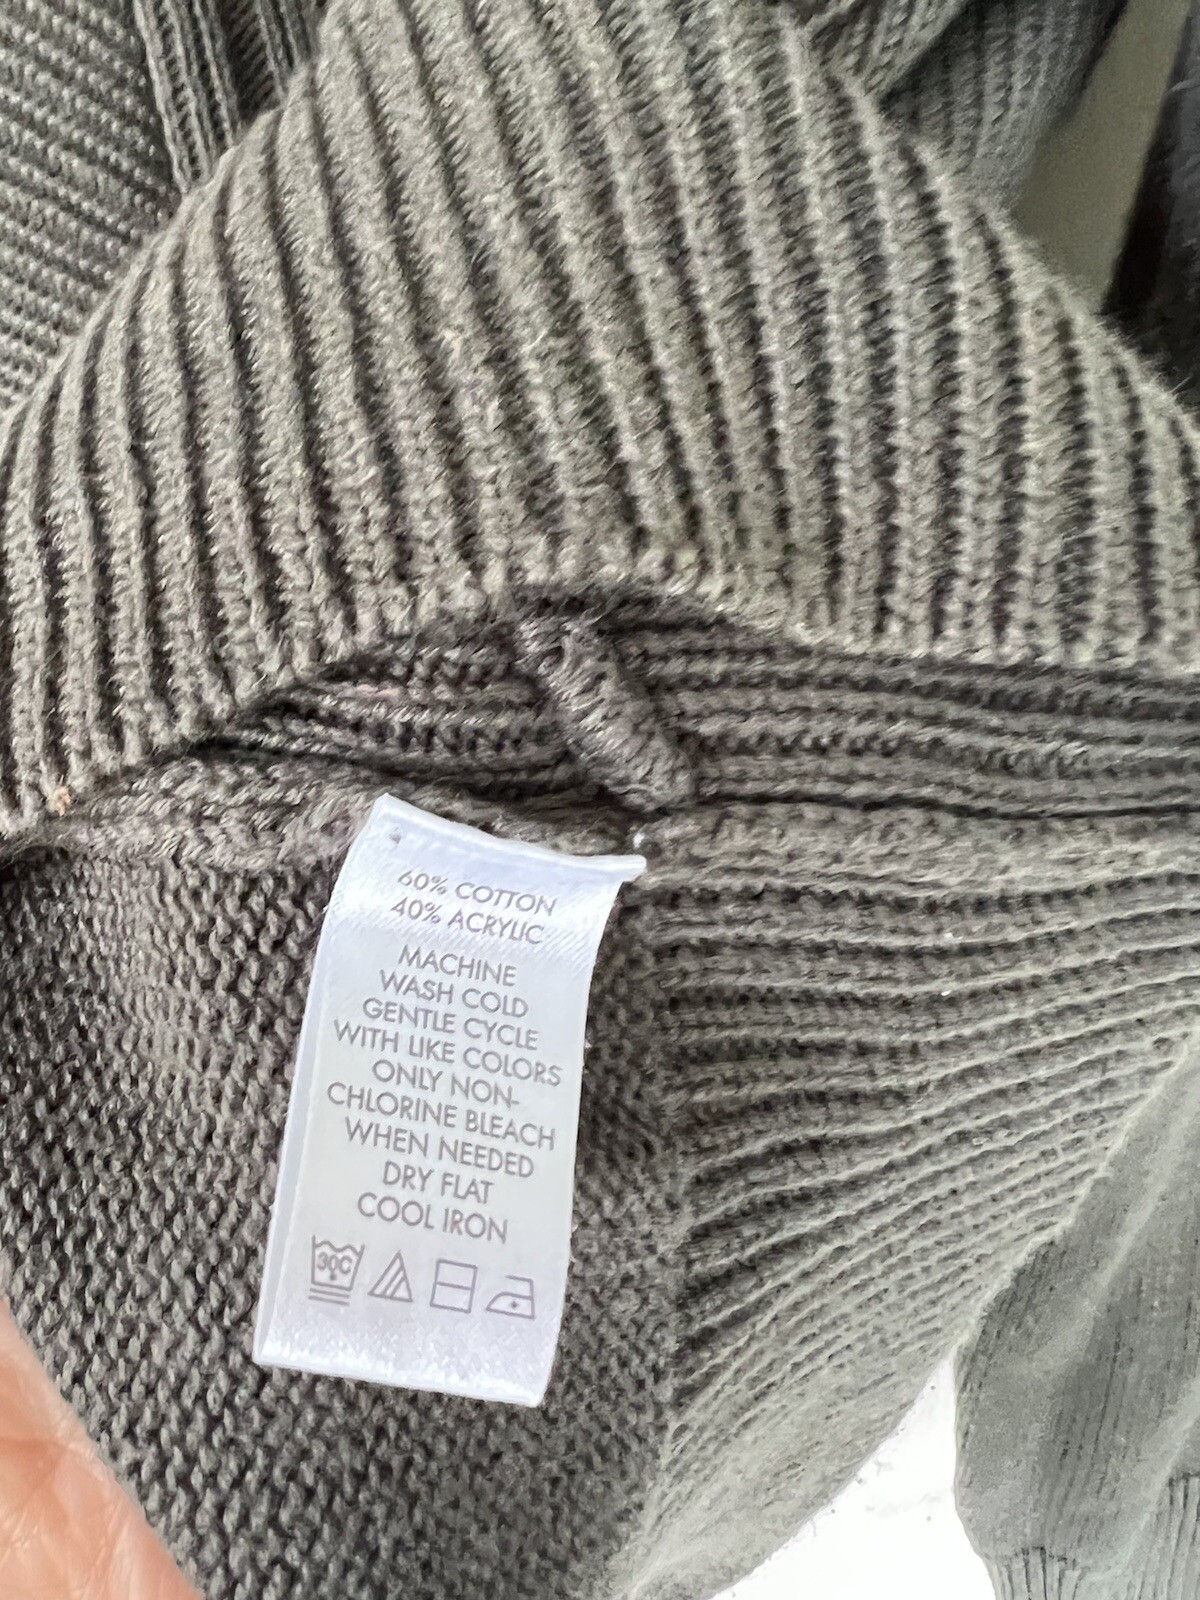 60% COTTON
40% ACRYLIC
MACHINE
WASH COLD
GENTLE CYCLE
WITH LIKE COLORS
ONLY NON-
CHLORINE BLEACH
WHEN NEEDED
DRY FLAT
COOL IRON
30C